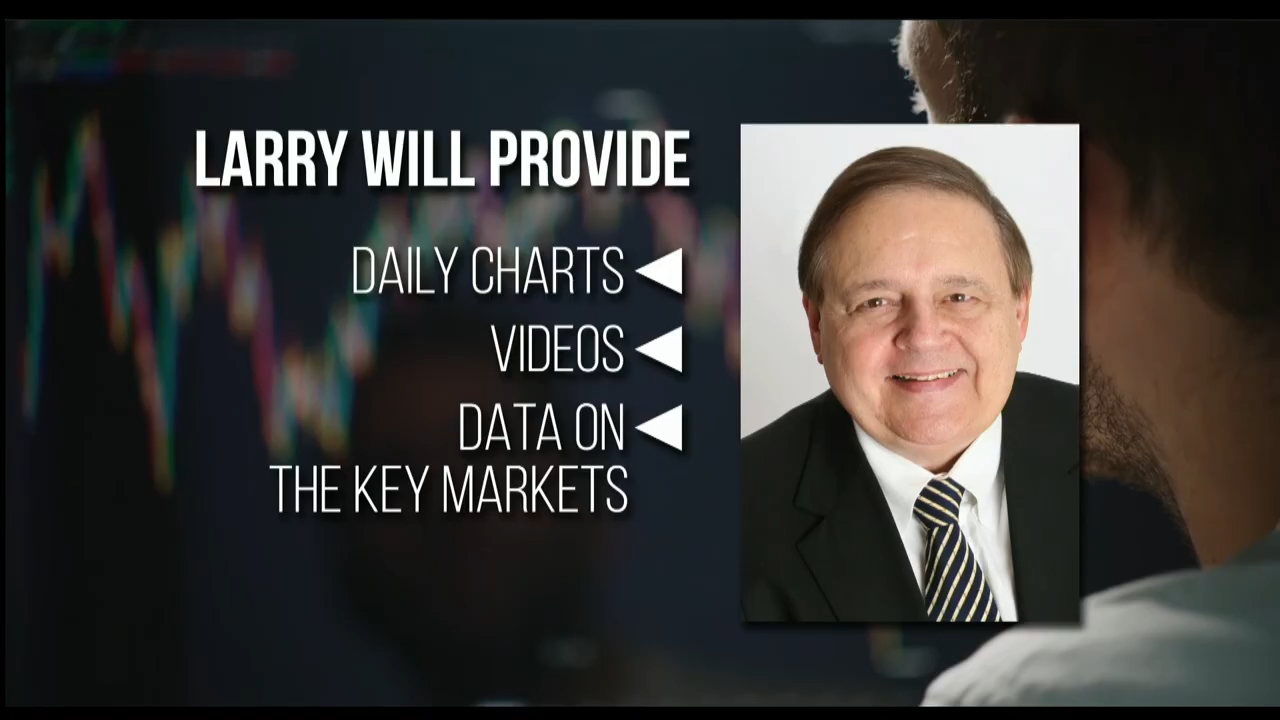 LARRY WILL PROVIDE
DAILY CHARTS
VIDEOS
DATA ON
THE KEY MARKETS